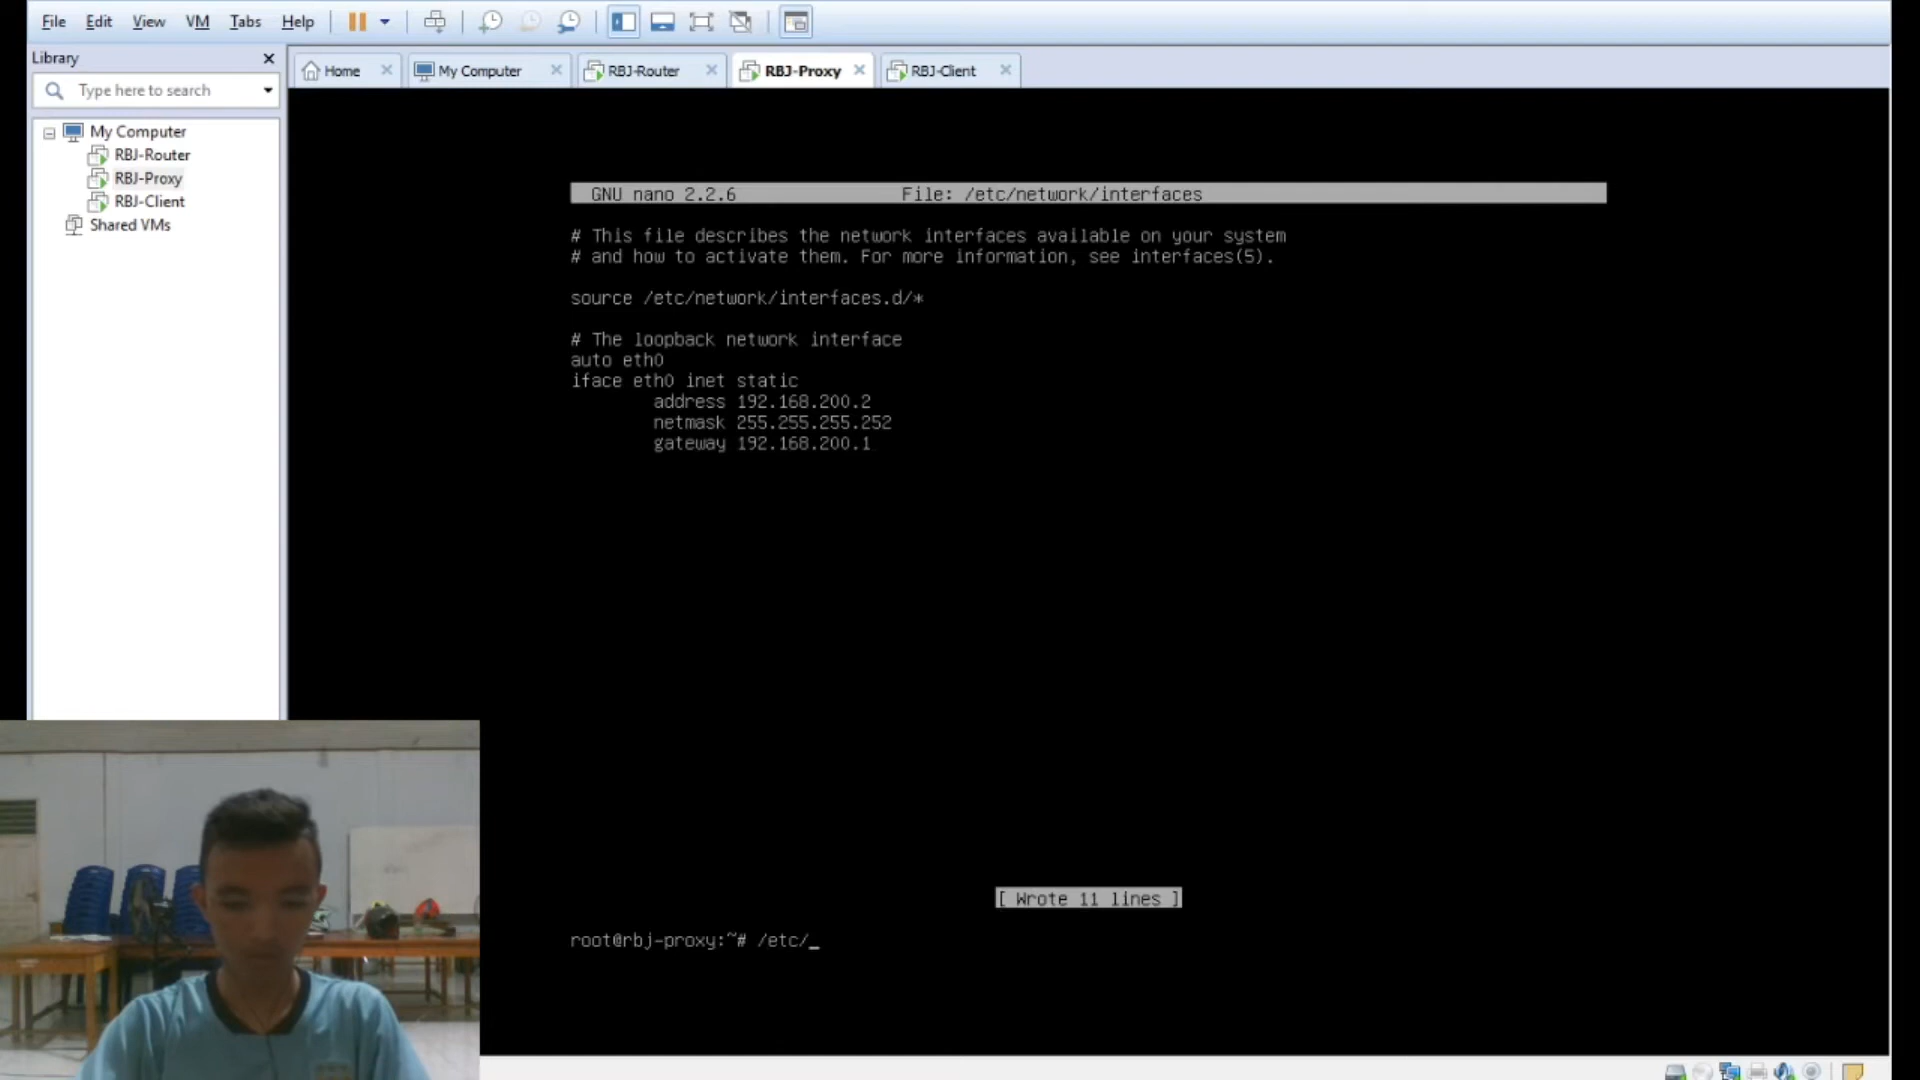 File Edit View VM Tabs Help
Library
Type here to search
Home
My Computer
RBJ-Router
RBJ-Proxy
RBJ-Client
My Computer
RBJ-Router
RBJ-Proxy
RBJ-Client
Shared VMs
GNU nano 2.2.6 File: /etc/network/interfaces
# This file describes the network interfaces available on your system
# and how to activate them. For more information, see interfaces(5).
source /etc/network/interfaces.d/*
# The loopback network interface
auto eth0
iface eth0 inet static
address 192.168.200.2
netmask 255.255.255.252
gateway 192.168.200.1
[ Wrote 11 lines ]
root@rbj-proxy:~# /etc/_